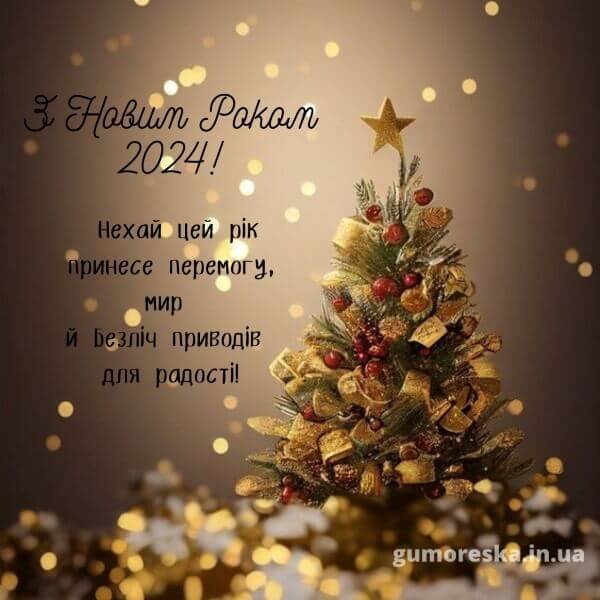 З Новим Роком
2024!
Нехай цей рік
принесе перемогу,
мир
й безліч приводів
для радості!
gumoreska.in.ua